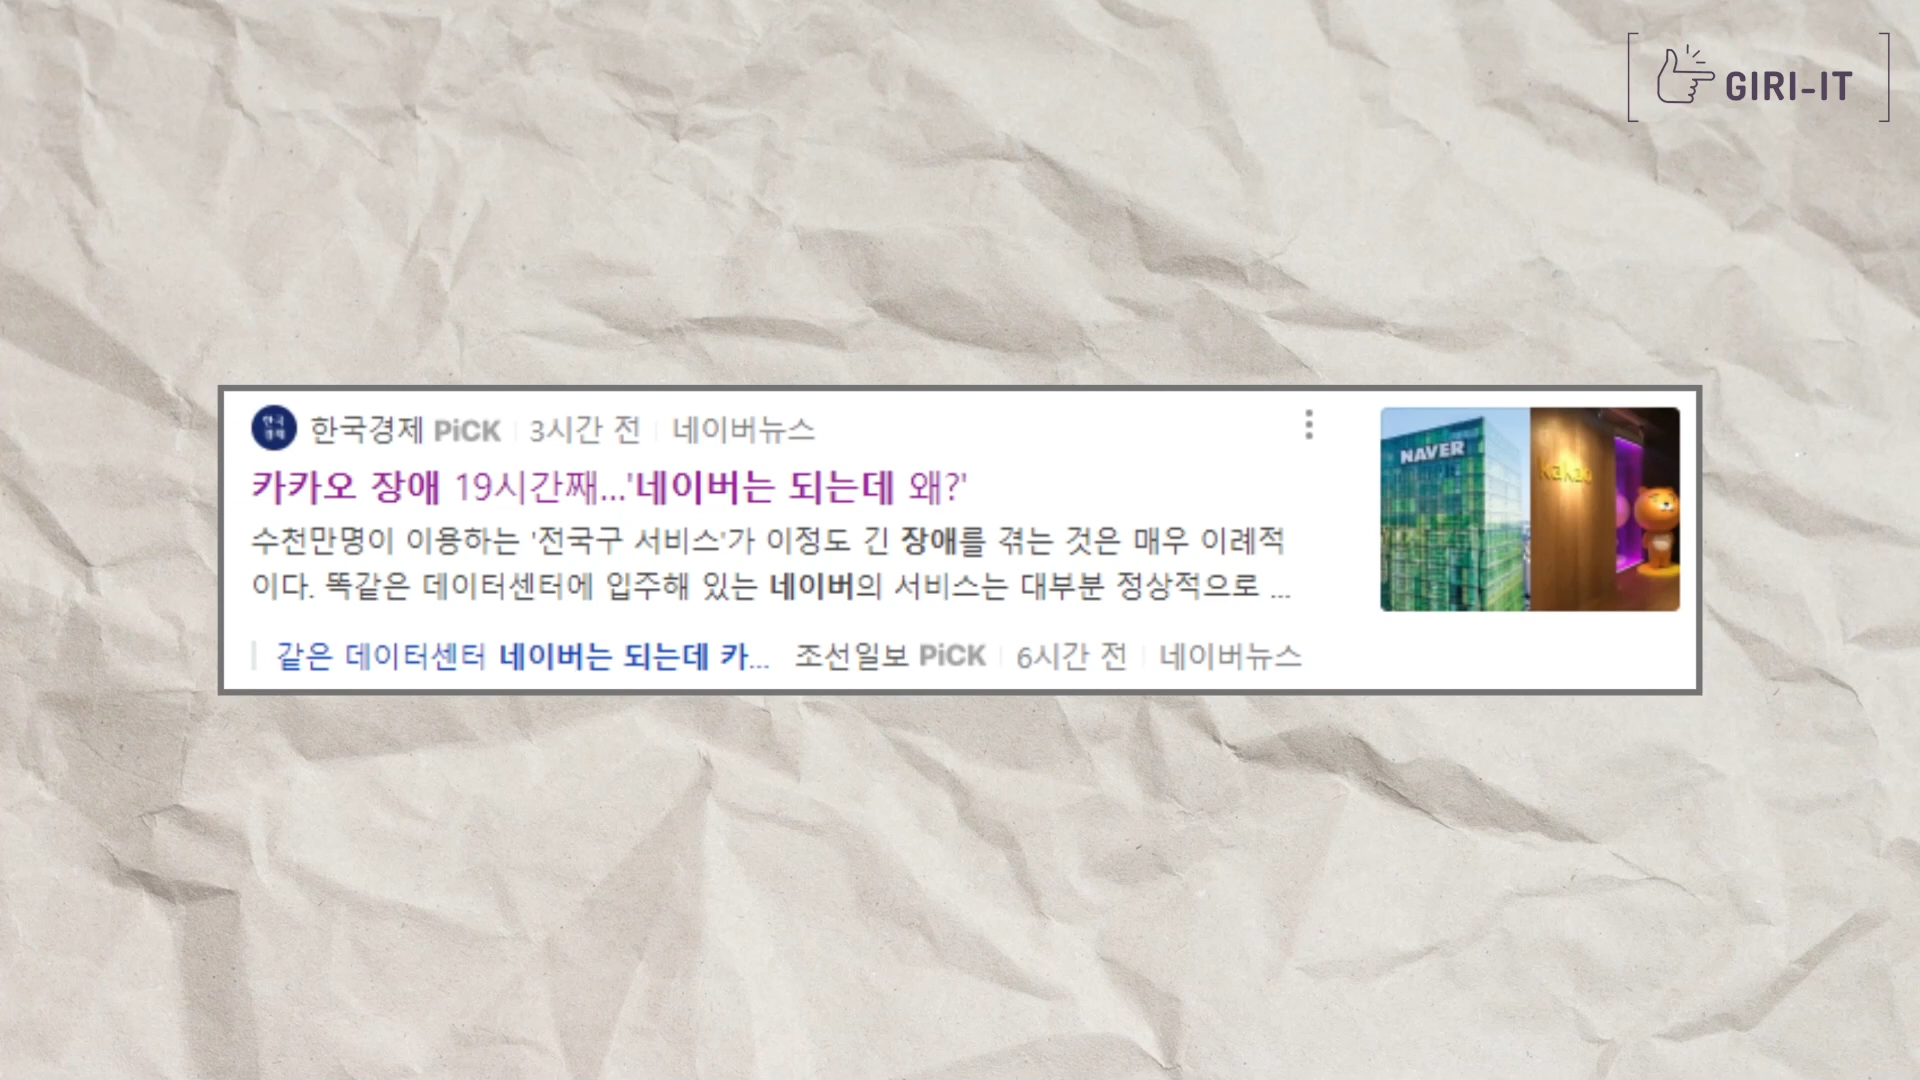 GIRI-IT
한국경제
한국경제 PiCK 3시간 전 네이버뉴스
카카오 장애 19시간째...'네이버는 되는데 왜?'
수천만명이 이용하는 '전국구 서비스'가 이정도 긴 장애를 겪는 것은 매우 이례적
이다. 똑같은 데이터센터에 입주해 있는 네이버의 서비스는 대부분 정상적으로 ...
NAVER
kakao
같은 데이터센터 네이버는 되는데 카... 조선일보 PiCK 6시간 전 네이버뉴스